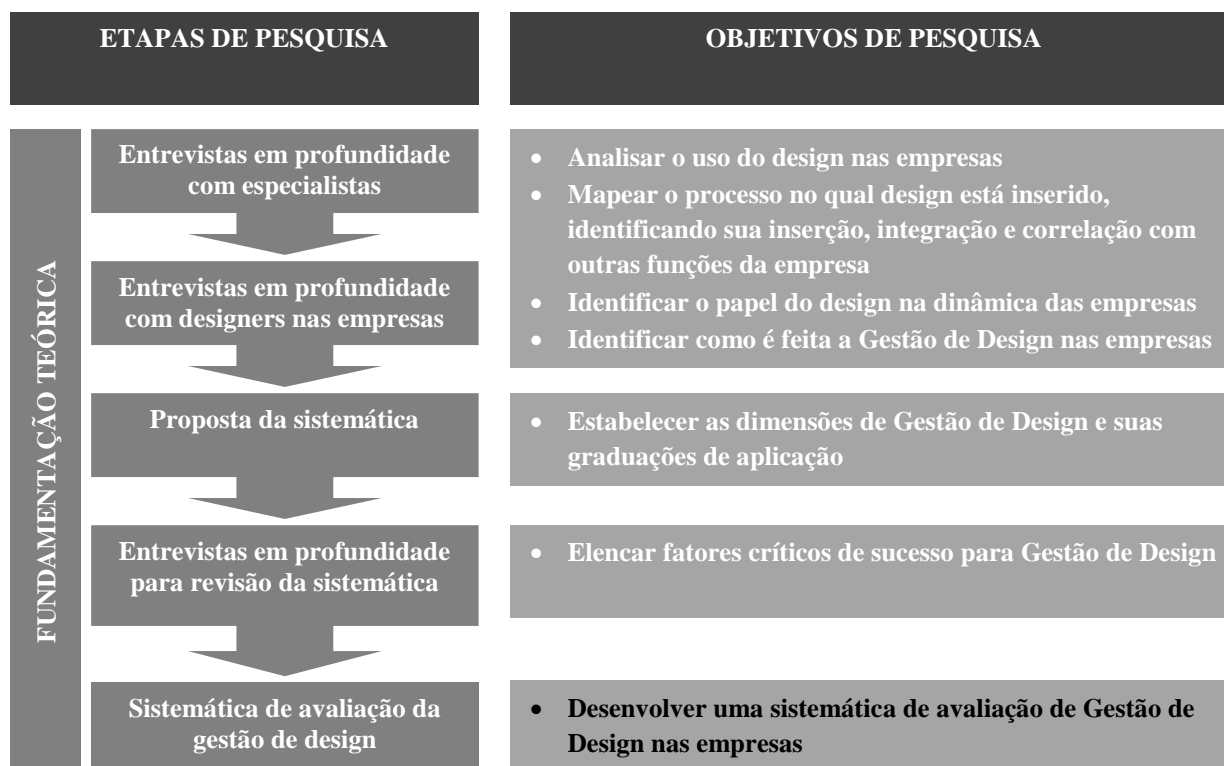 ETAPAS DE PESQUISA
OBJETIVOS DE PESQUISA
FUNDAMENTAÇÃO TEÓRICA
Entrevistas em profundidade
com especialistas
Entrevistas em profundidade
com designers nas empresas
• Analisar o uso do design nas empresas
• Mapear o processo no qual design está inserido,
identificando sua inserção, integração e correlação com
outras funções da empresa
• Identificar o papel do design na dinâmica das empresas
• Identificar como é feita a Gestão de Design nas empresas
Proposta da sistemática
• Estabelecer as dimensões de Gestão de Design e suas
graduações de aplicação
Entrevistas em profundidade
para revisão da sistemática
• Elencar fatores críticos de sucesso para Gestão de Design
Sistemática de avaliação da
gestão de design
• Desenvolver uma sistemática de avaliação de Gestão de
Design nas empresas